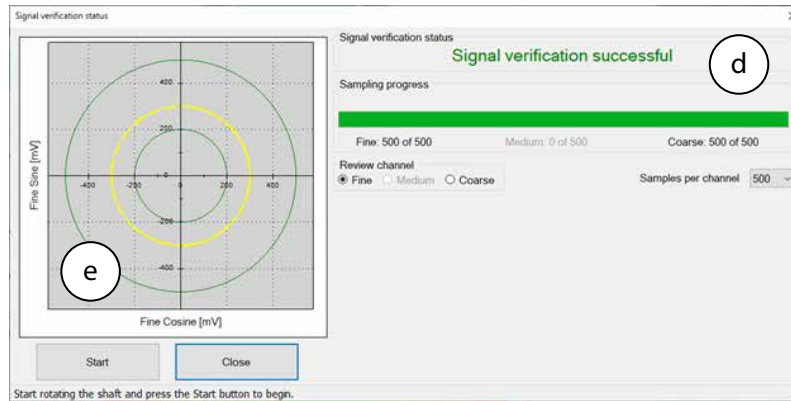 Signal verification status
Signal verification status
Signal verification successful
d
Sampling progress
Fine: 500 of 500 Medium: 0 of 500 Coarse: 500 of 500
Review channel
Fine Medium Coarse Samples per channel 500
Fine Sine [mV]
400
200
-400 -200 0 200 400
0
-200
-400
e
Fine Cosine [mV]
Start Close
Start rotating the shaft and press the Start button to begin.